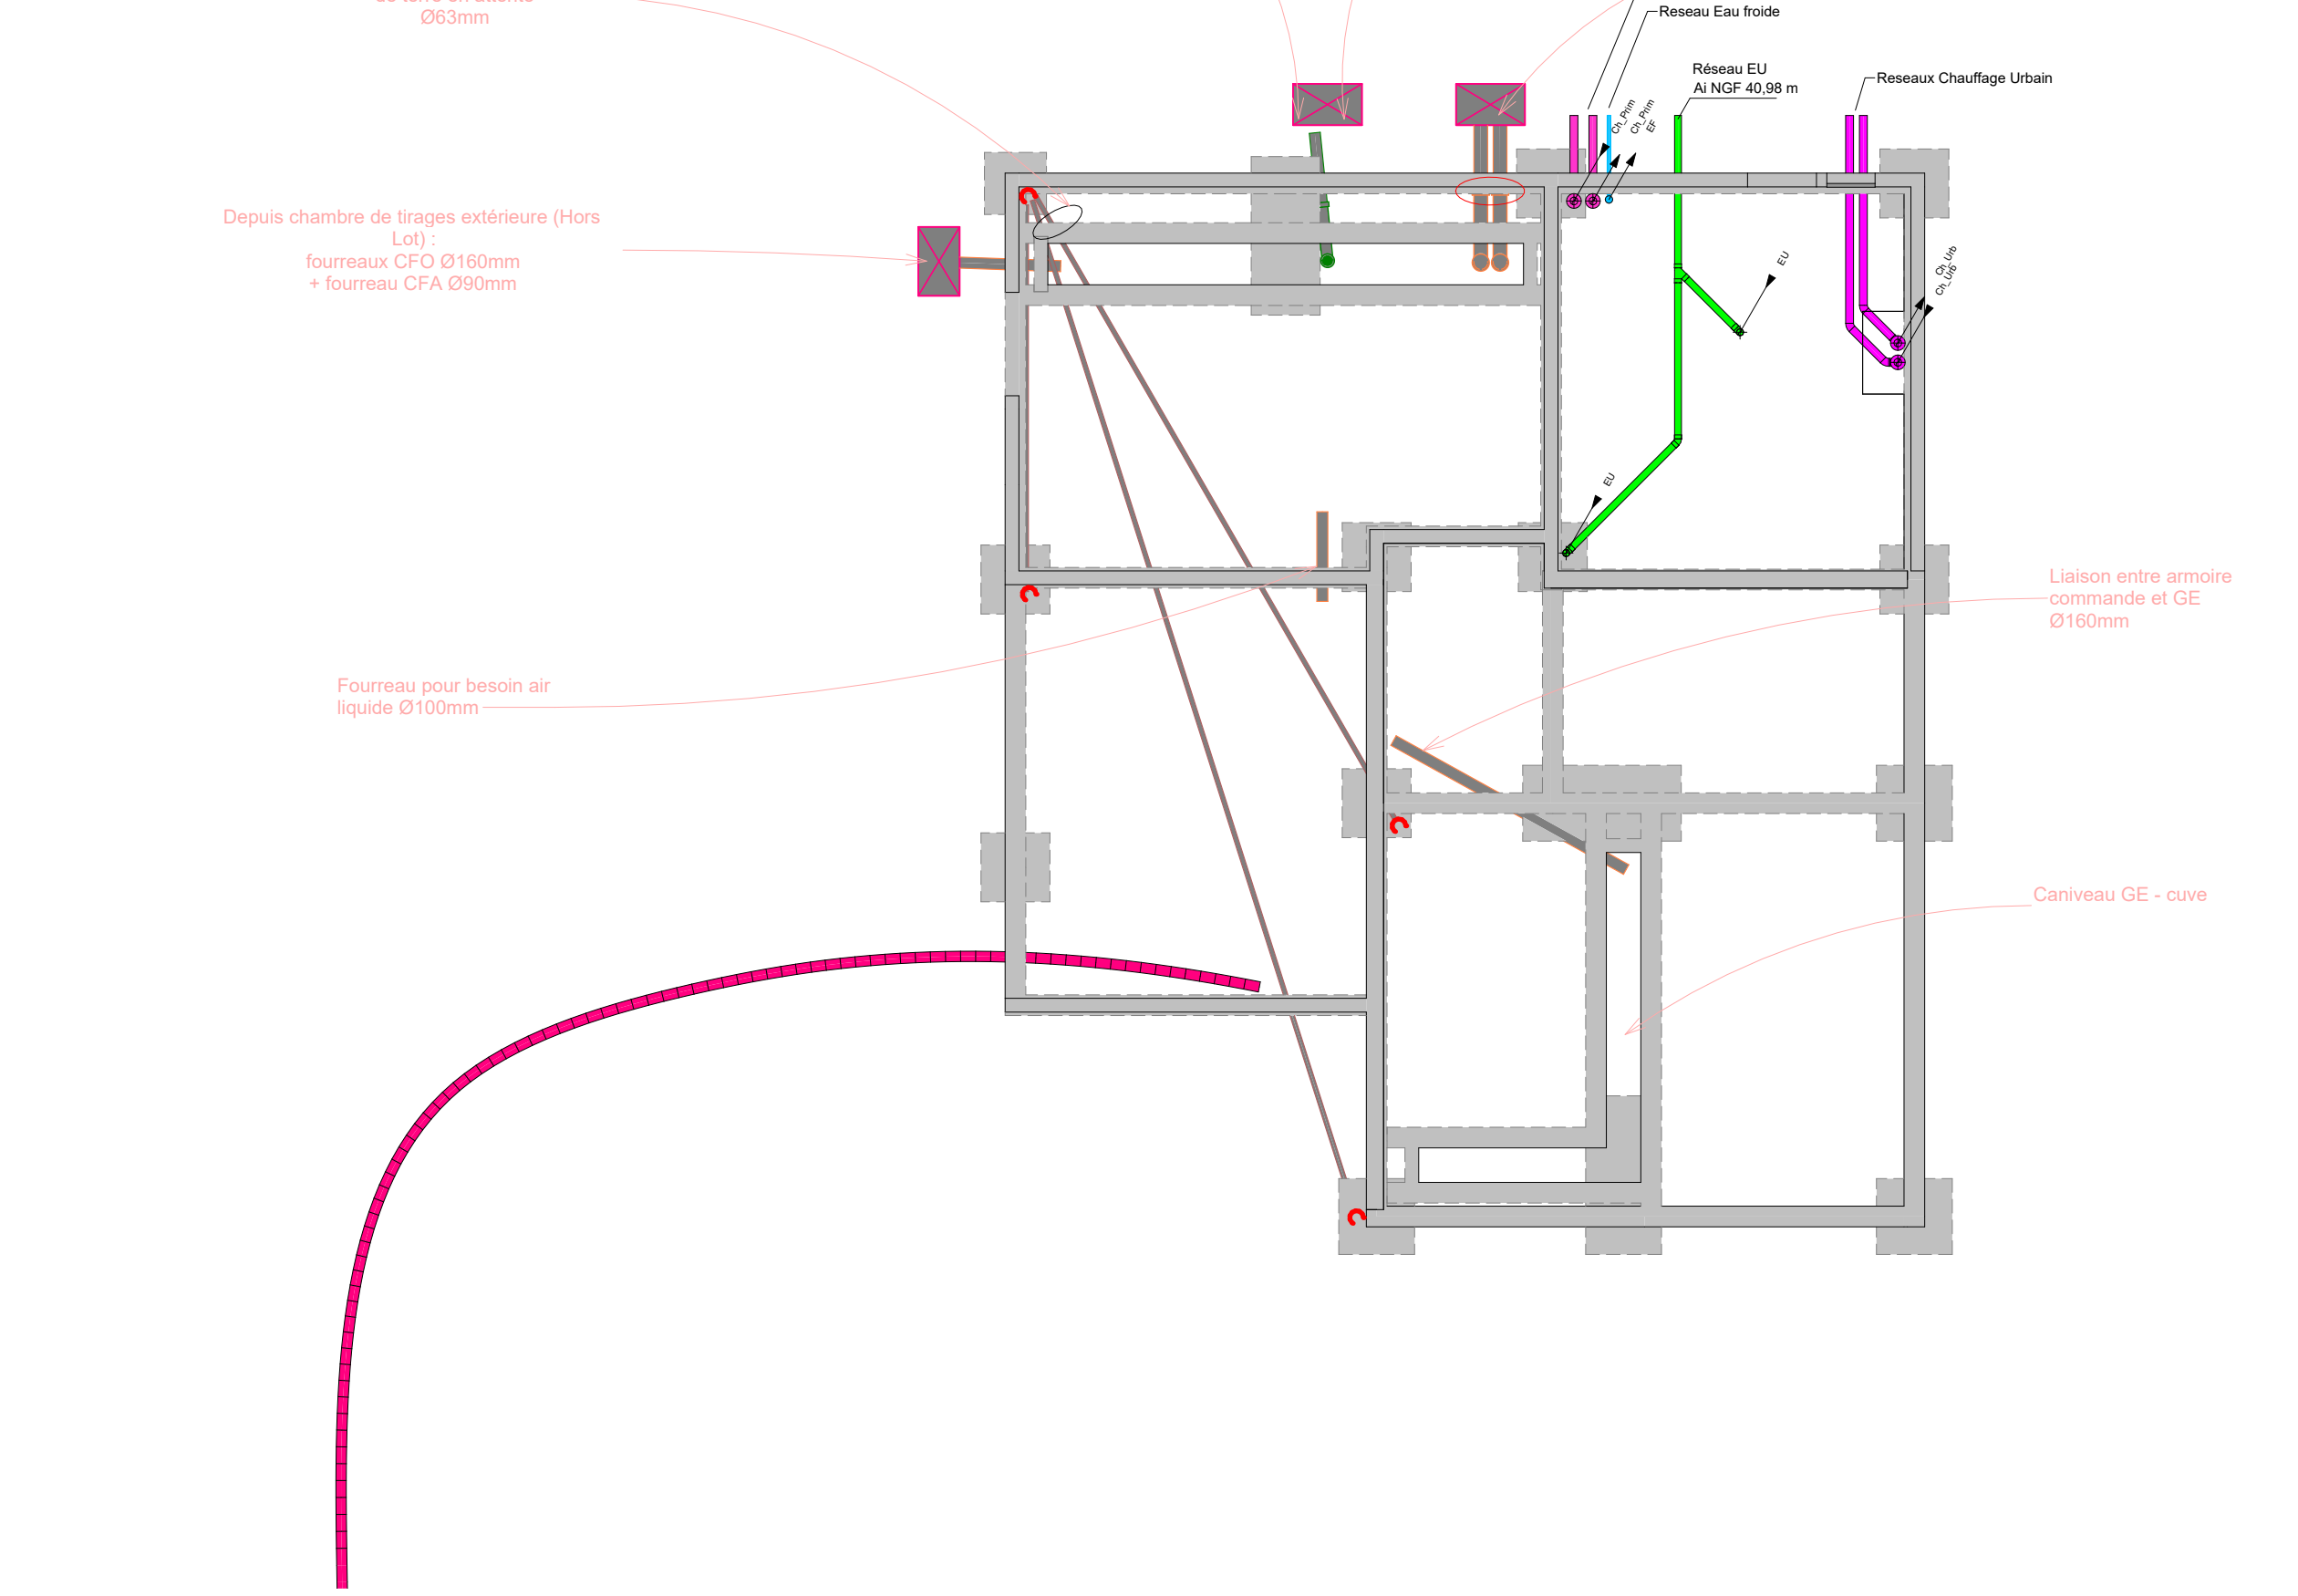 Ø63mm
Reseau Eau froide
Réseau EU
Ai NGF 40,98 m
Reseaux Chauffage Urbain
Ch_Prim
Ch_Prim
EF
Depuis chambre de tirages extérieure (Hors
Lot) :
fourreaux CFO Ø160mm
+ fourreau CFA Ø90mm
EU
Ch_Urb
Ch_Urb
EU
Liaison entre armoire
commande et GE
Ø160mm
Fourreau pour besoin air
liquide Ø100mm
Caniveau GE - cuve